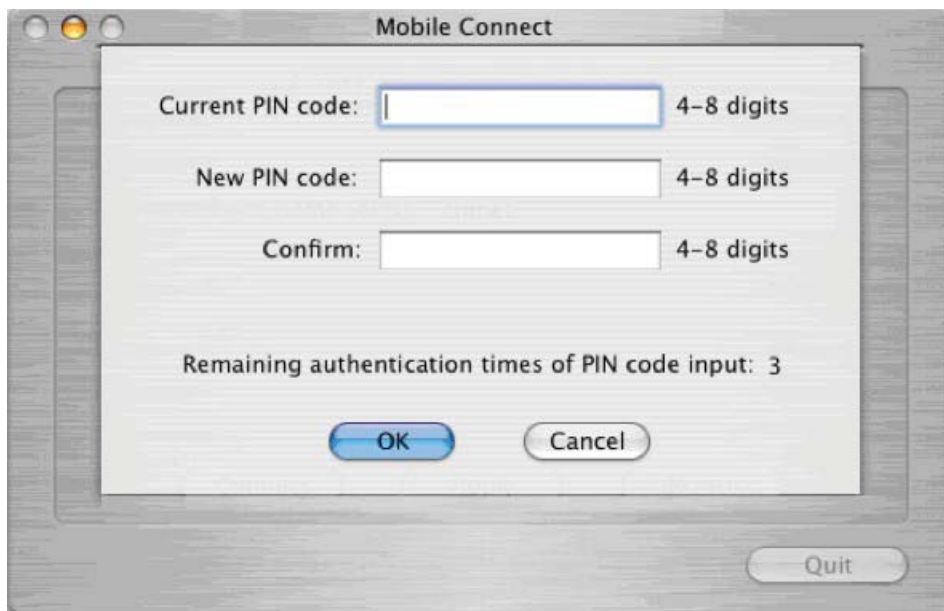 Mobile Connect
Current PIN code: 4-8 digits
New PIN code: 4-8 digits
Confirm: 4-8 digits
Remaining authentication times of PIN code input: 3
OK Cancel
Quit